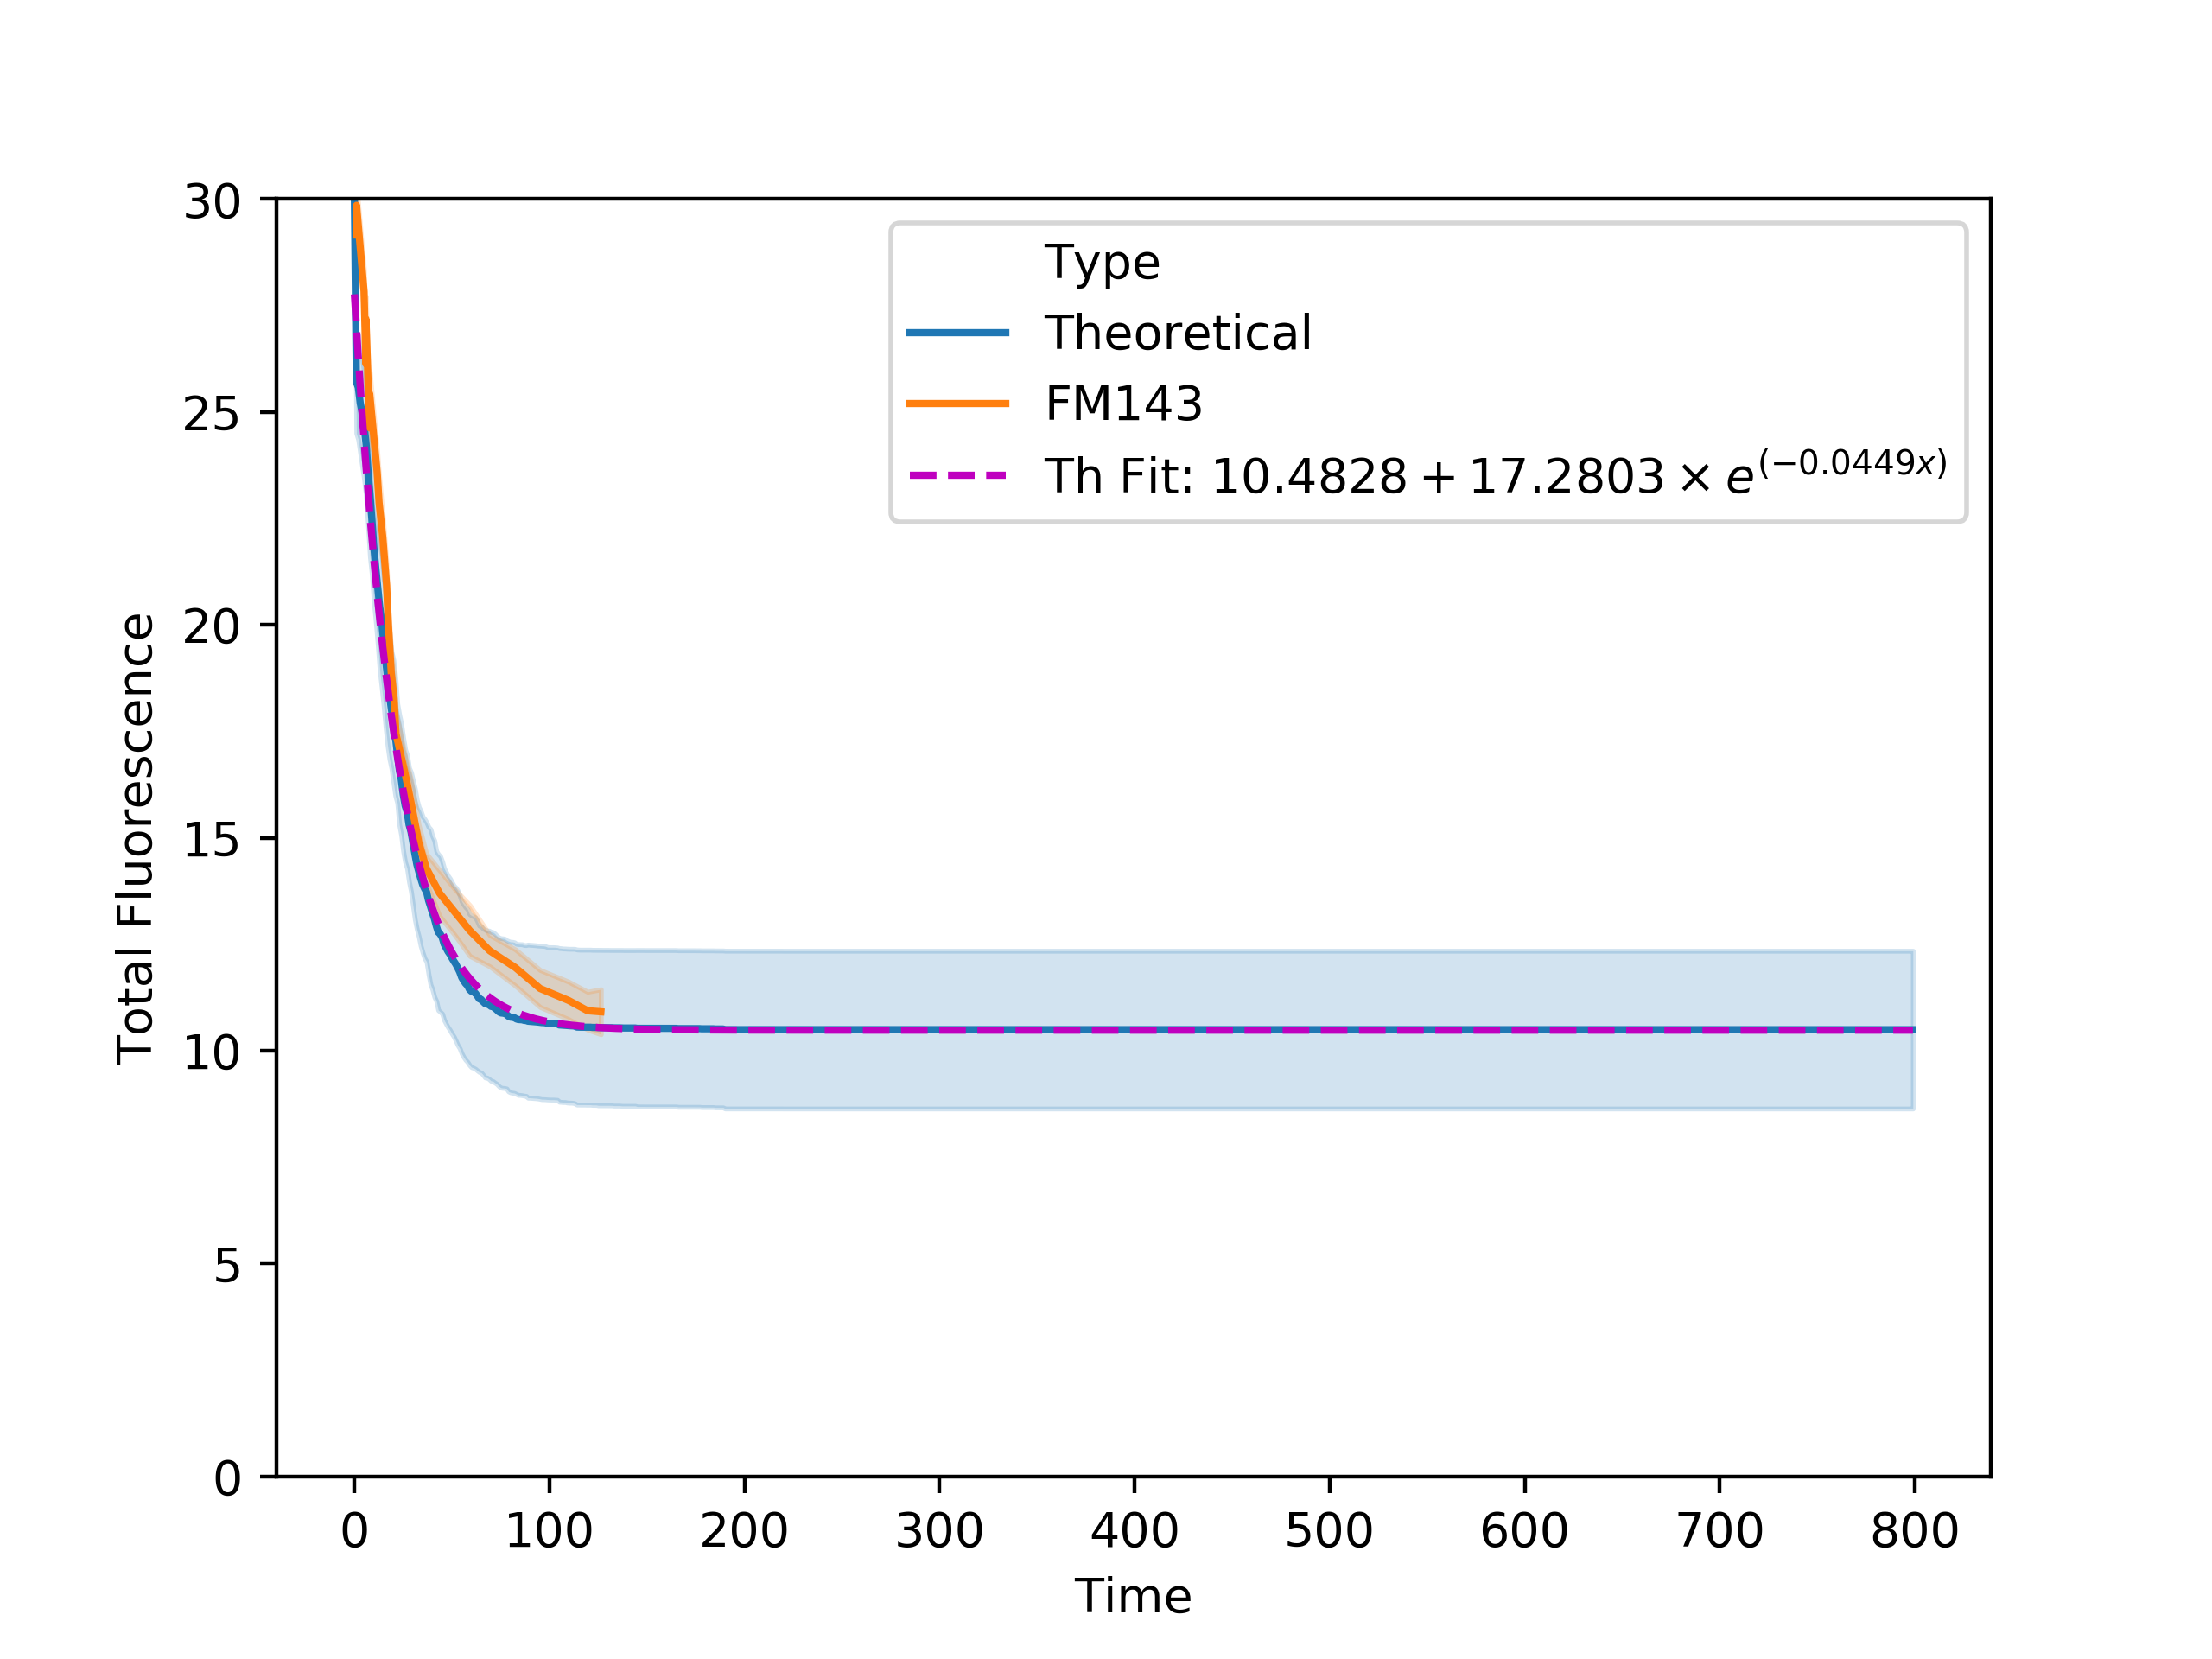 30
25
20
15
10
5
0
Total Fluorescence
Type
Theoretical
FM143
Th Fit: 10.4828 + 17.2803 × e^(−0.0449x)
0 100 200 300 400 500 600 700 800
Time